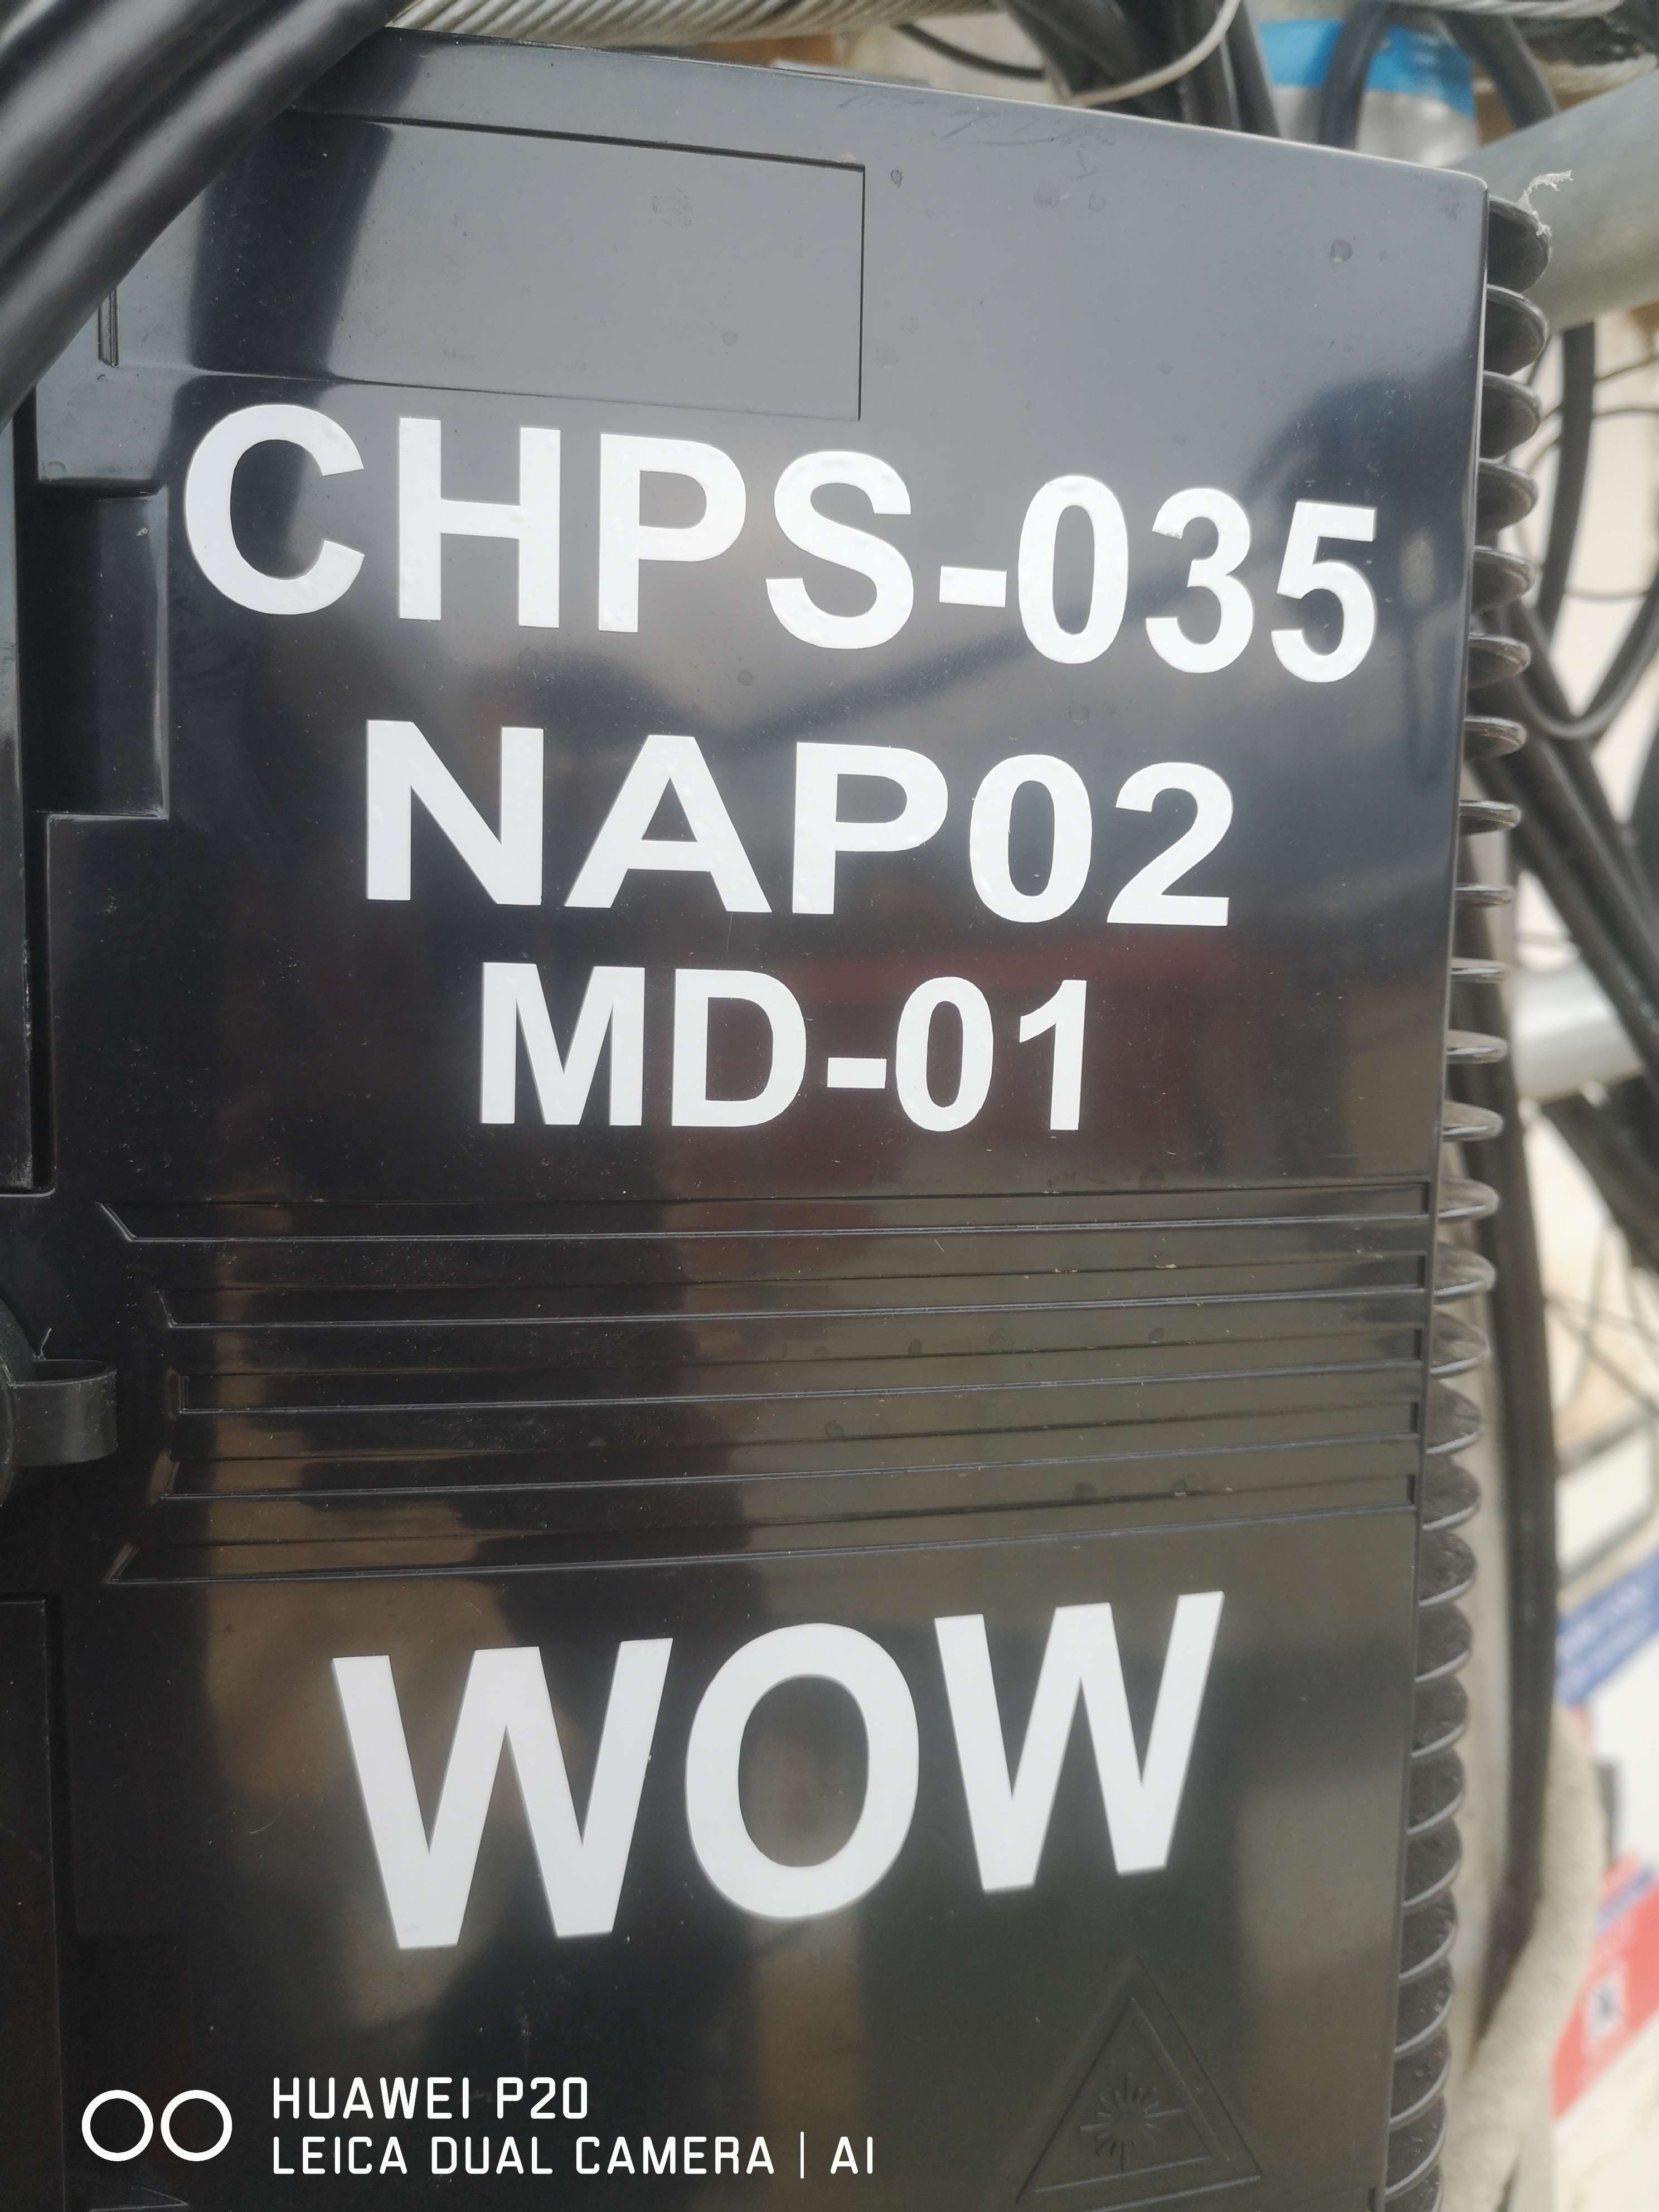 CHPS-035
NAP02
MD-01
WOW
HUAWEI P20
LEICA DUAL CAMERA | AI